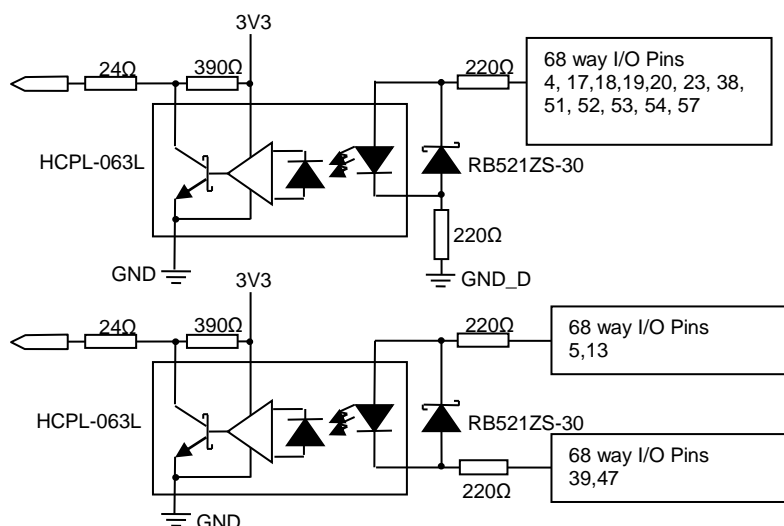 3V3
24Ω
390Ω
220Ω
68 way I/O Pins
4, 17,18,19,20, 23, 38,
51, 52, 53, 54, 57
HCPL-063L
RB521ZS-30
220Ω
GND
GND_D
3V3
24Ω
390Ω
220Ω
68 way I/O Pins
5,13
HCPL-063L
RB521ZS-30
68 way I/O Pins
39,47
220Ω
GND